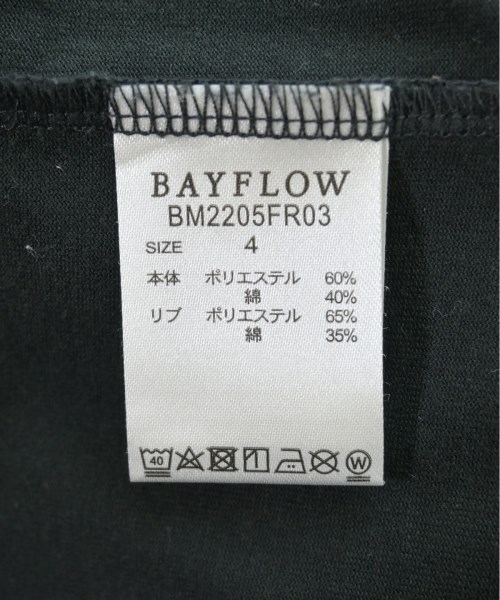 BAYFLOW
BM2205FR03
SIZE 4
本体 ポリエステル 60%
綿 40%
リブ ポリエステル 65%
綿 35%
40 W